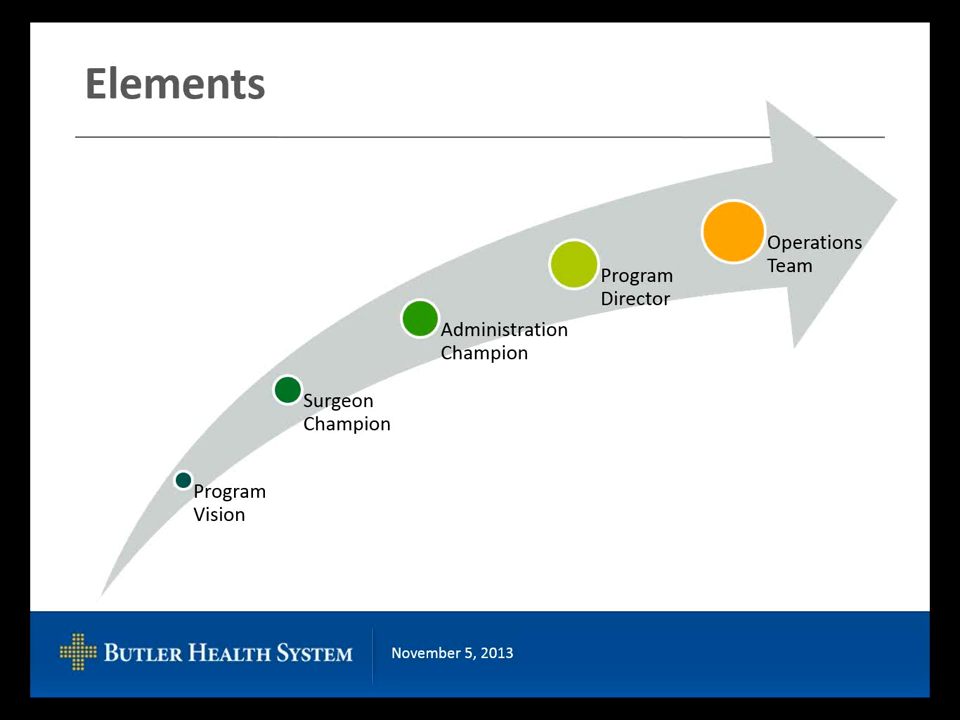 Elements
Operations
Team
Program
Director
Administration
Champion
Surgeon
Champion
Program
Vision
BUTLER HEALTH SYSTEM
November 5, 2013